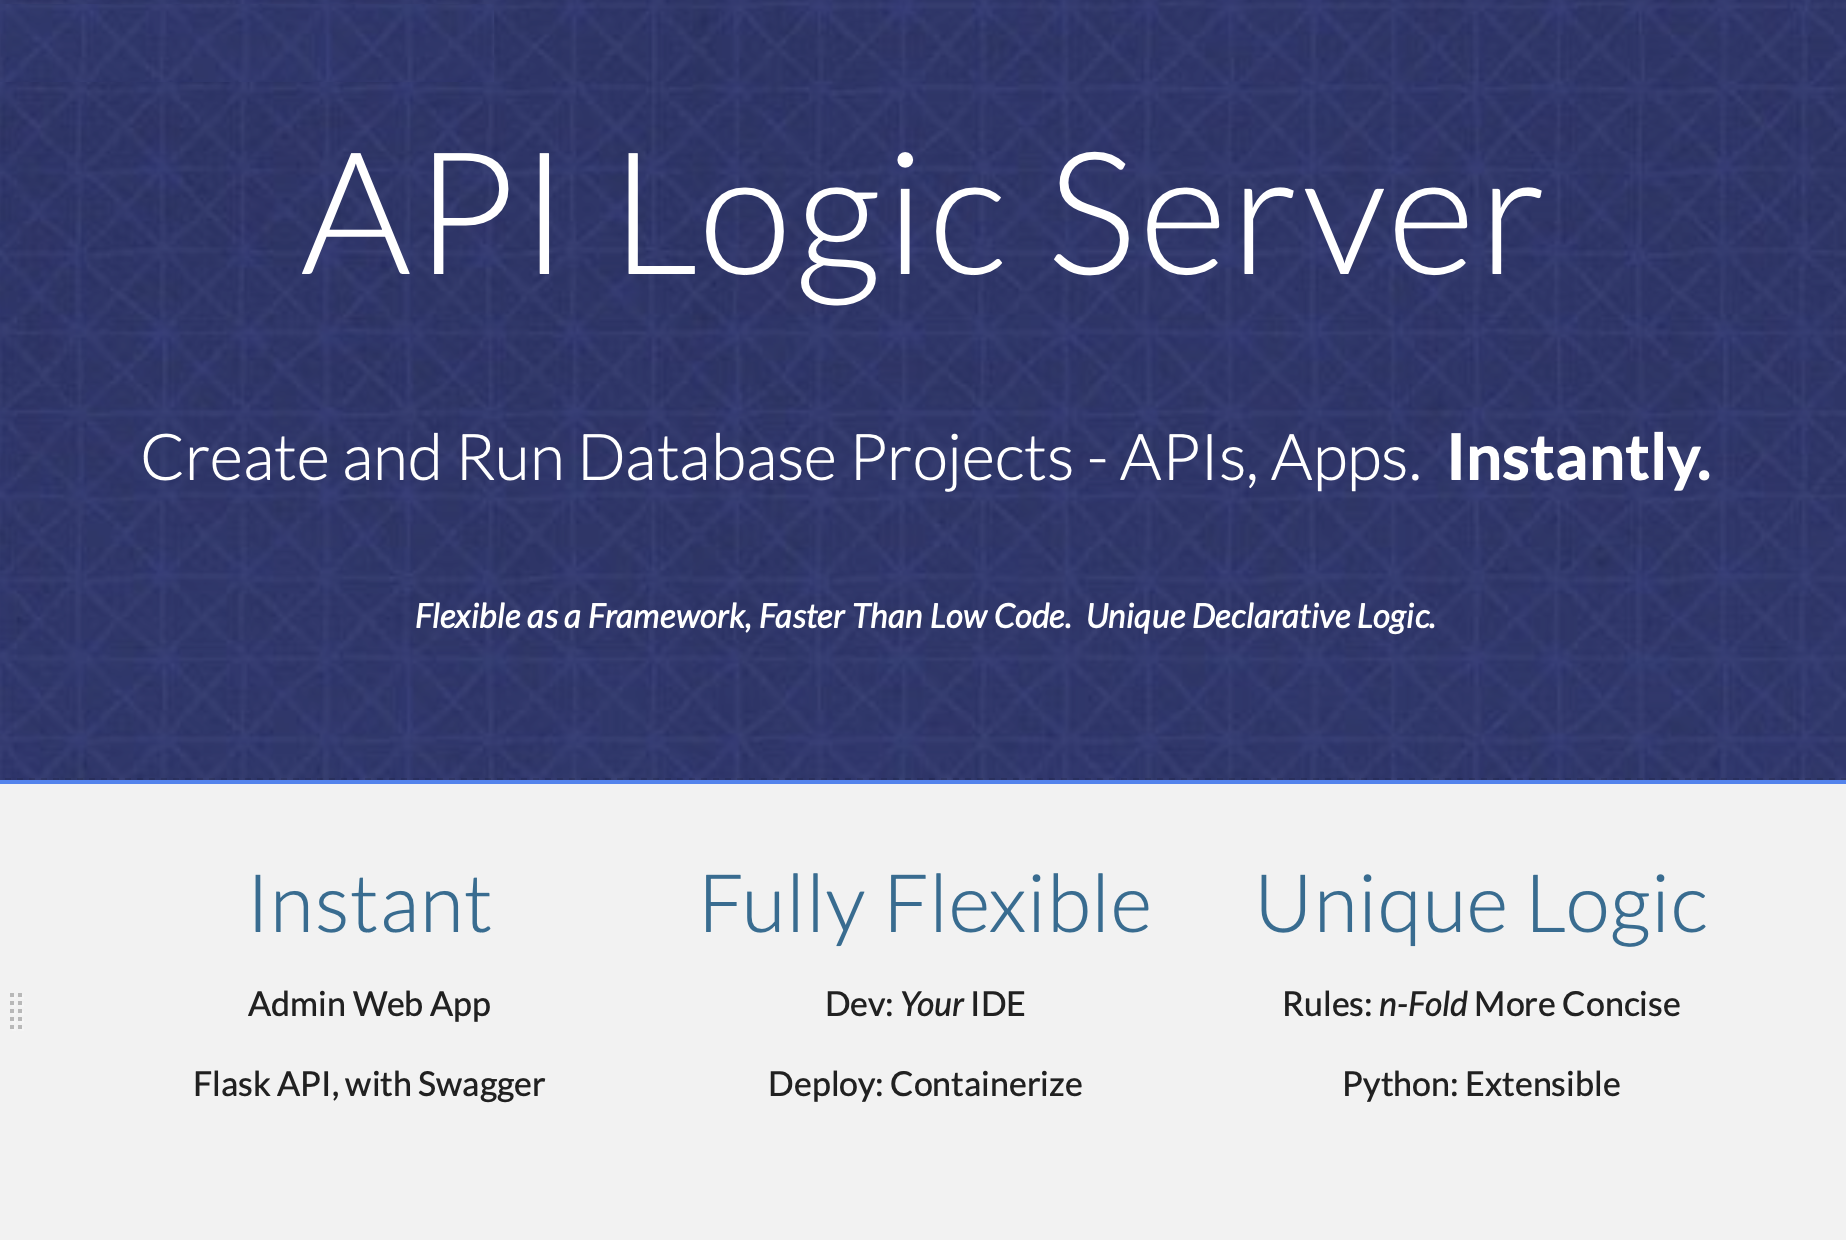 API Logic Server
Create and Run Database Projects - APIs, Apps.  Instantly.
Flexible as a Framework, Faster Than Low Code.  Unique Declarative Logic.
Instant
Admin Web App
Flask API, with Swagger
Fully Flexible
Dev: Your IDE
Deploy: Containerize
Unique Logic
Rules: n-Fold More Concise
Python: Extensible